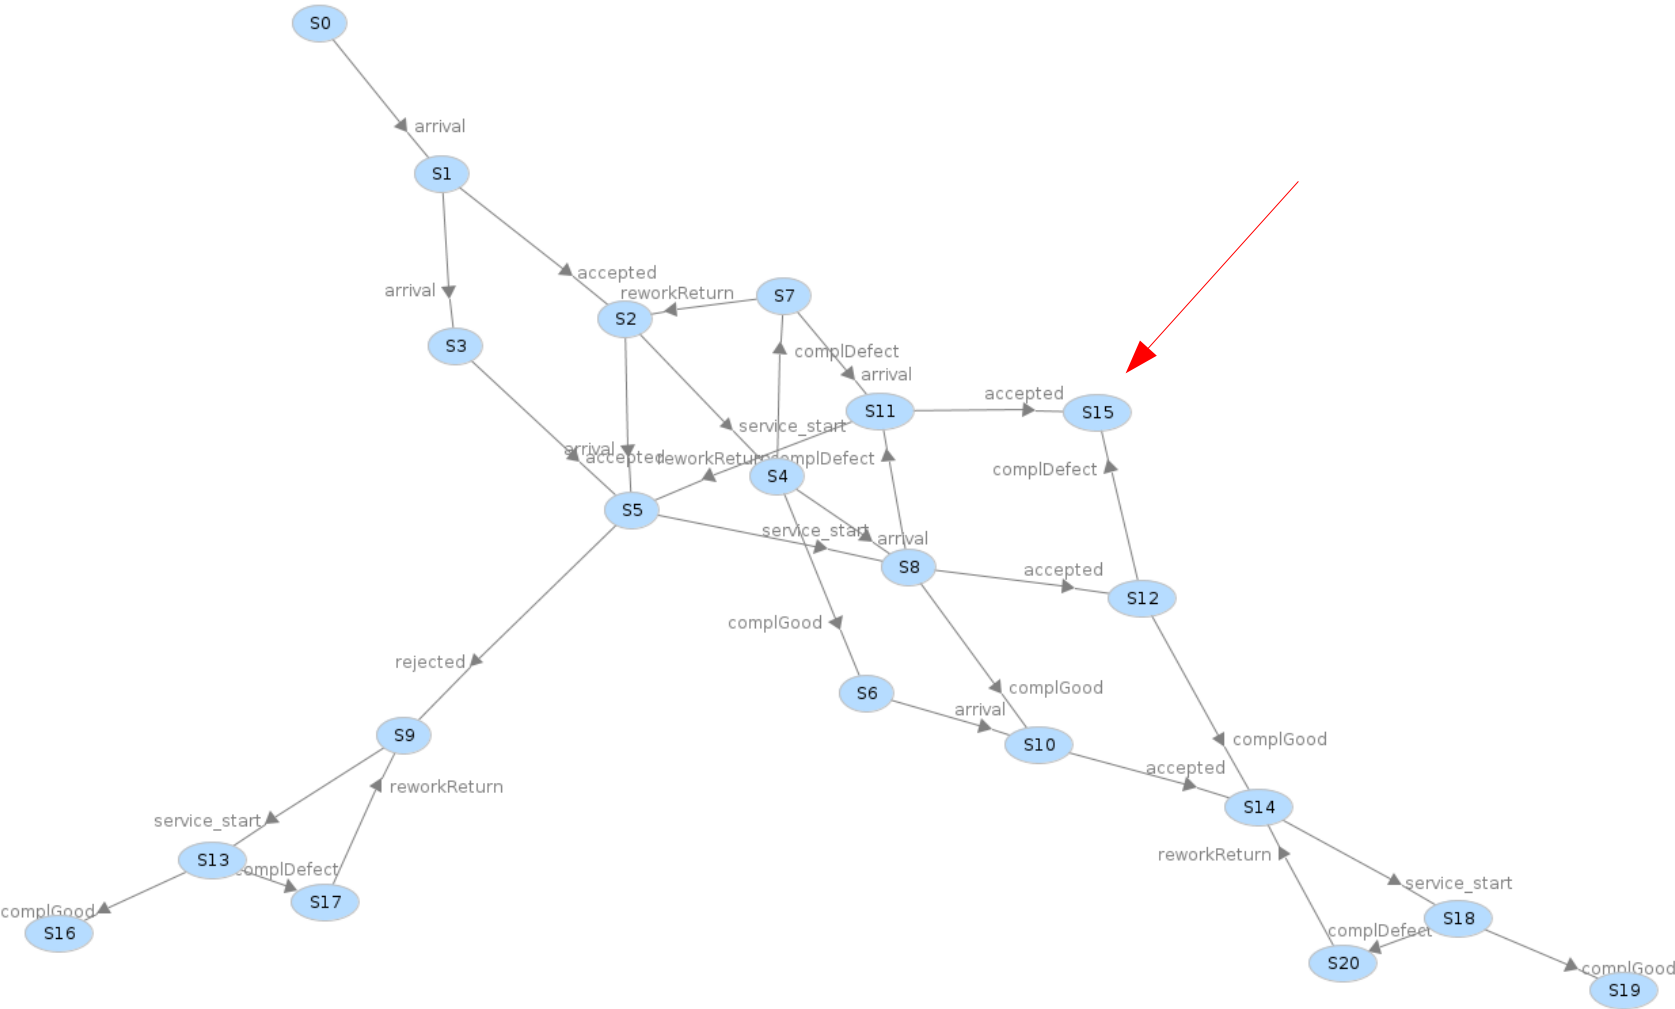 S0
arrival
S1
accepted
arrival
reworkReturn
S7
S2
S3
complDefect
arrival
accepted
S11
S15
service_start
arrival
accepted
reworkReturn
complDefect
complDefect
S4
S5
service_start
arrival
S8
accepted
S12
complGood
rejected
complGood
S6
arrival
S9
S10
complGood
accepted
reworkReturn
S14
service_start
reworkReturn
S13
complDefect
service_start
S17
complGood
S16
S18
complDefect
S20
complGood
S19